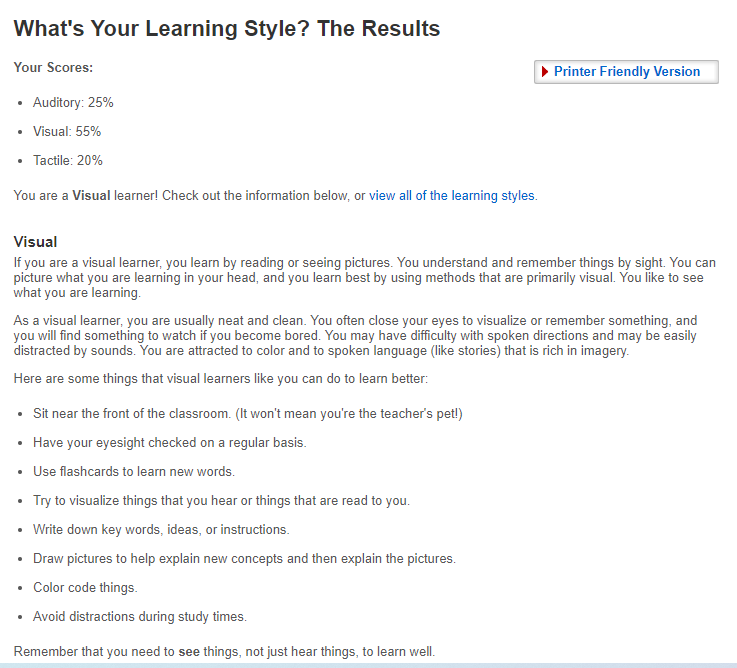 What's Your Learning Style? The Results
Your Scores:
Printer Friendly Version
• Auditory: 25%
• Visual: 55%
• Tactile: 20%
You are a Visual learner! Check out the information below, or view all of the learning styles.
Visual
If you are a visual learner, you learn by reading or seeing pictures. You understand and remember things by sight. You can
picture what you are learning in your head, and you learn best by using methods that are primarily visual. You like to see
what you are learning.
As a visual learner, you are usually neat and clean. You often close your eyes to visualize or remember something, and
you will find something to watch if you become bored. You may have difficulty with spoken directions and may be easily
distracted by sounds. You are attracted to color and to spoken language (like stories) that is rich in imagery.
Here are some things that visual learners like you can do to learn better:
• Sit near the front of the classroom. (It won't mean you're the teacher's pet!)
• Have your eyesight checked on a regular basis.
• Use flashcards to learn new words.
• Try to visualize things that you hear or things that are read to you.
• Write down key words, ideas, or instructions.
• Draw pictures to help explain new concepts and then explain the pictures.
• Color code things.
• Avoid distractions during study times.
Remember that you need to see things, not just hear things, to learn well.